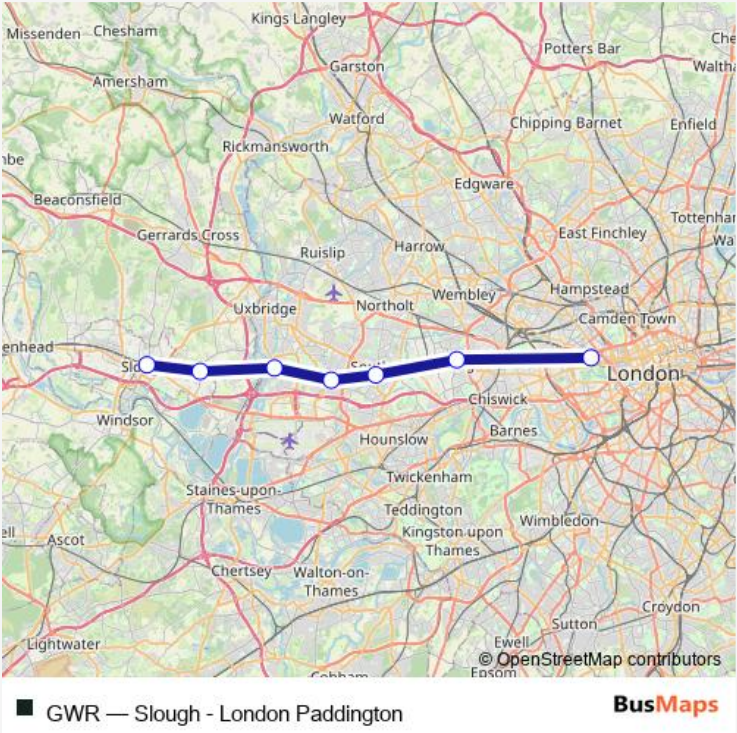 Kings Langley
Missenden
Chesham
Potters Bar
Garston
Amersham
Watford
Chipping Barnet
Enfield
Rickmansworth
Edgware
Beaconsfield
Gerrards Cross
East Finchley
Ruislip
Harrow
Wembley
Hampstead
Uxbridge
Northolt
Camden Town
London
Chiswick
Windsor
Barnes
Hounslow
Twickenham
Staines-upon-
Thames
Teddington
Wimbledon
Kingston upon
Thames
Ascot
Chertsey
Walton-on-
Thames
Croydon
Sutton
Lightwater
Ewell
Epsom
© OpenStreetMap contributors
GWR — Slough - London Paddington
BusMaps